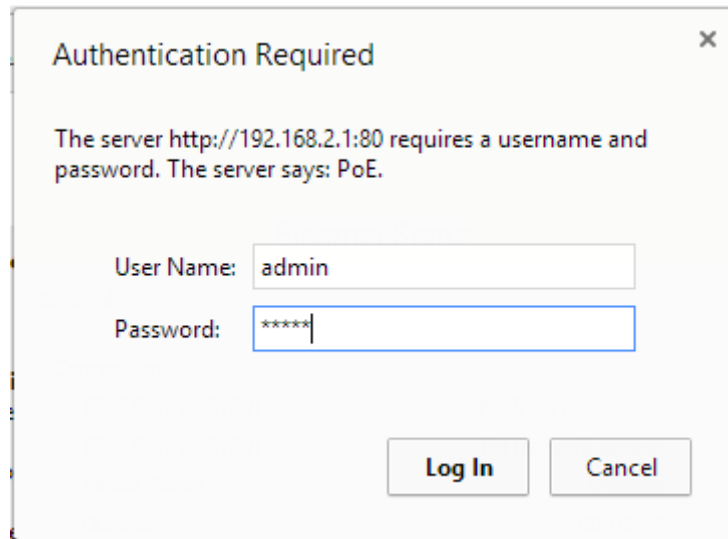 Authentication Required
×
The server http://192.168.2.1:80 requires a username and
password. The server says: PoE.
User Name: admin
Password: *****
Log In Cancel